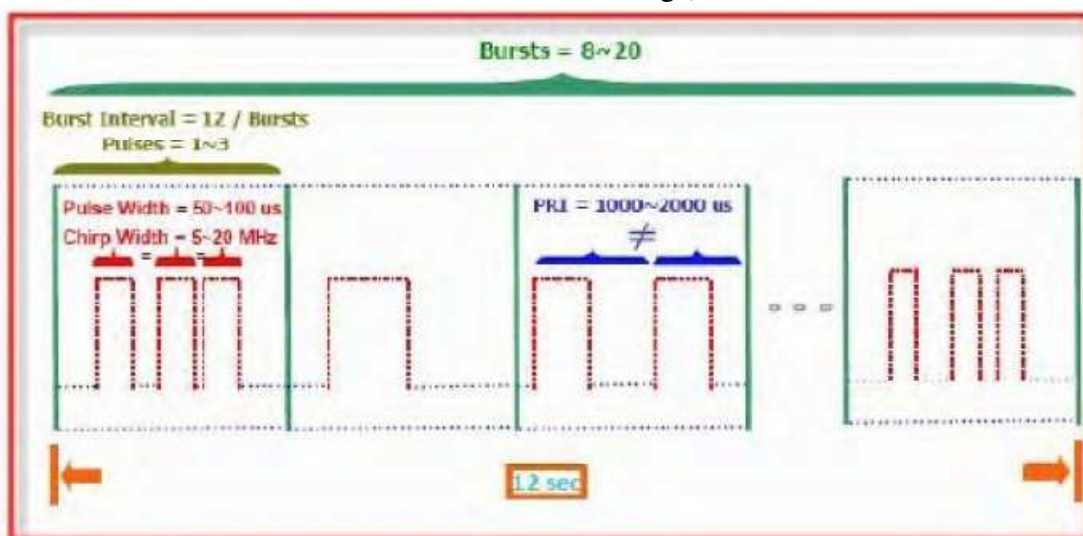 Bursts = 8~20
Burst Interval = 12 / Bursts
Pulses = 1~3
Pulse Width = 50~100 us
Chirp Width = 5~20 MHz
= =
PRI = 1000~2000 us
≠
12 sec